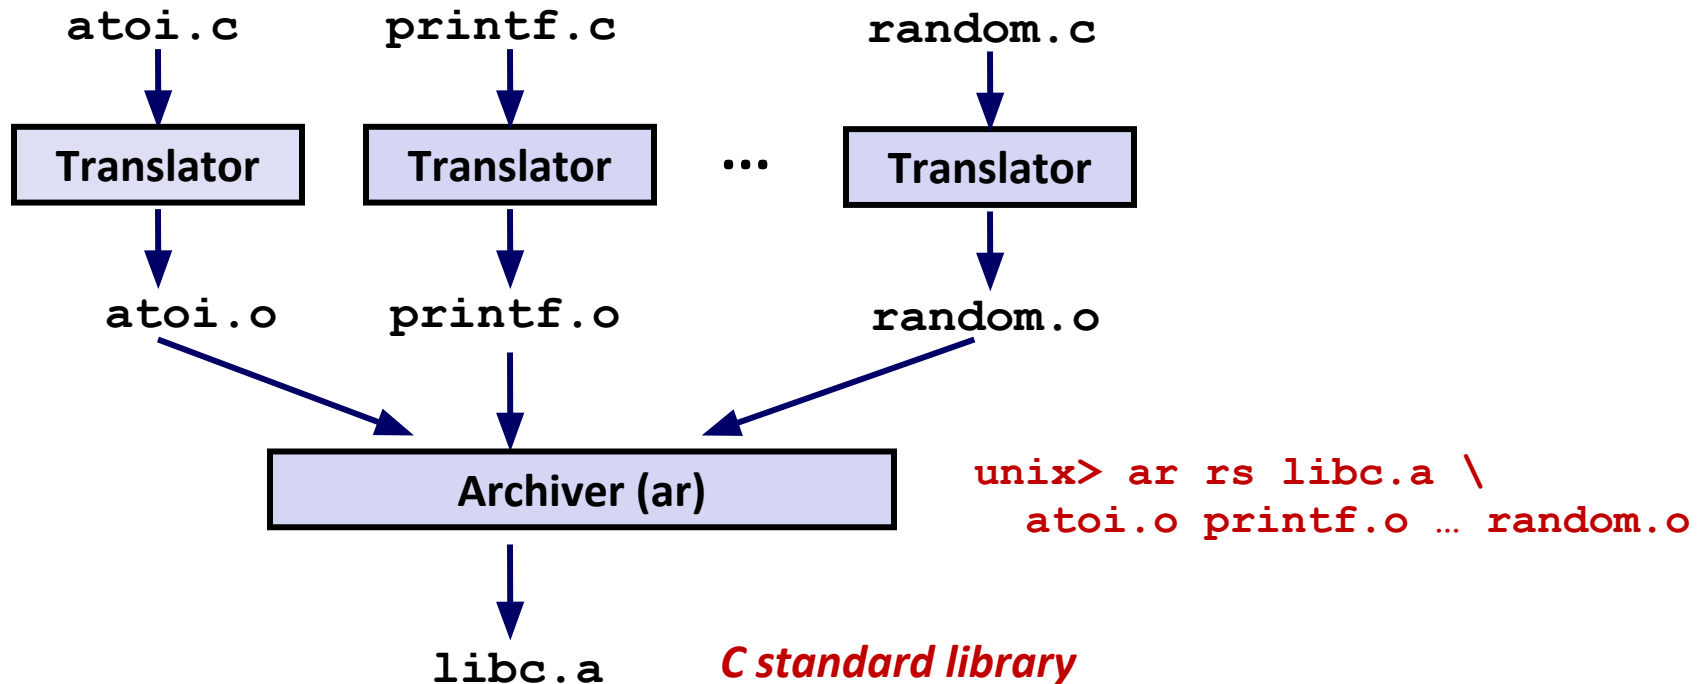 atoi.c printf.c random.c
Translator Translator ... Translator
atoi.o printf.o random.o
Archiver (ar)
unix> ar rs libc.a \
atoi.o printf.o … random.o
libc.a C standard library